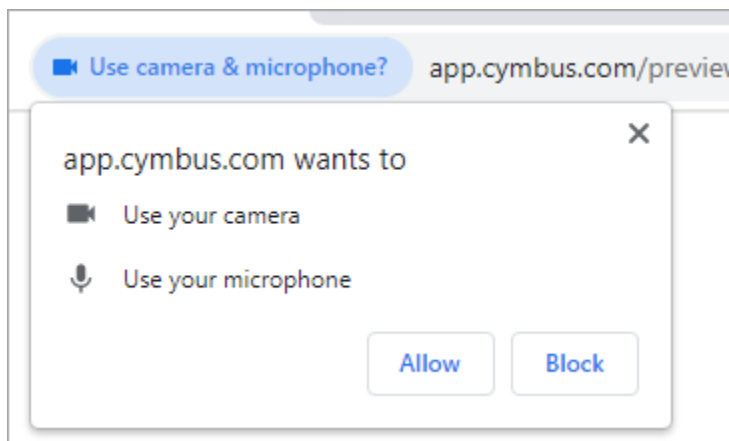 Use camera & microphone? app.cymbus.com/preview
app.cymbus.com wants to
Use your camera
Use your microphone
Allow Block